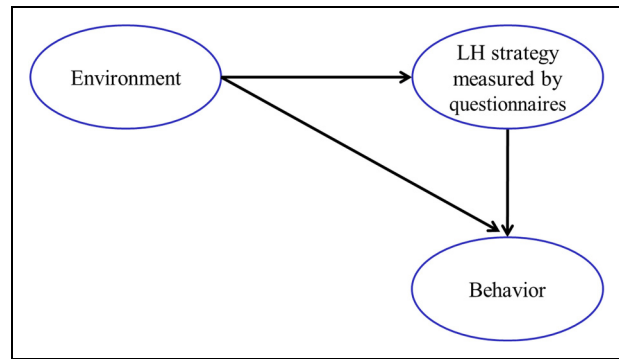 Environment
LH strategy
measured by
questionnaires
Behavior